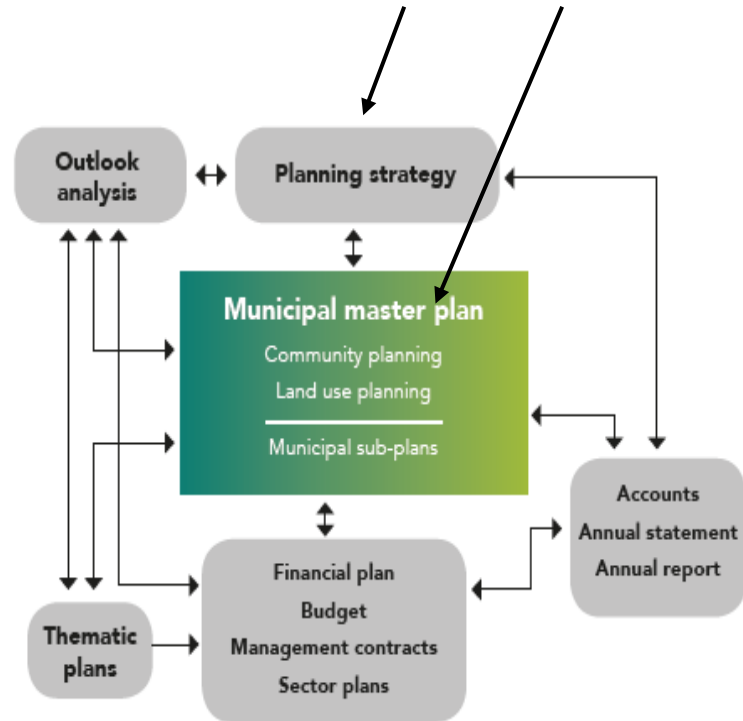 Outlook
analysis
Planning strategy
Municipal master plan
Community planning
Land use planning
Municipal sub-plans
Accounts
Annual statement
Annual report
Financial plan
Budget
Management contracts
Sector plans
Thematic
plans